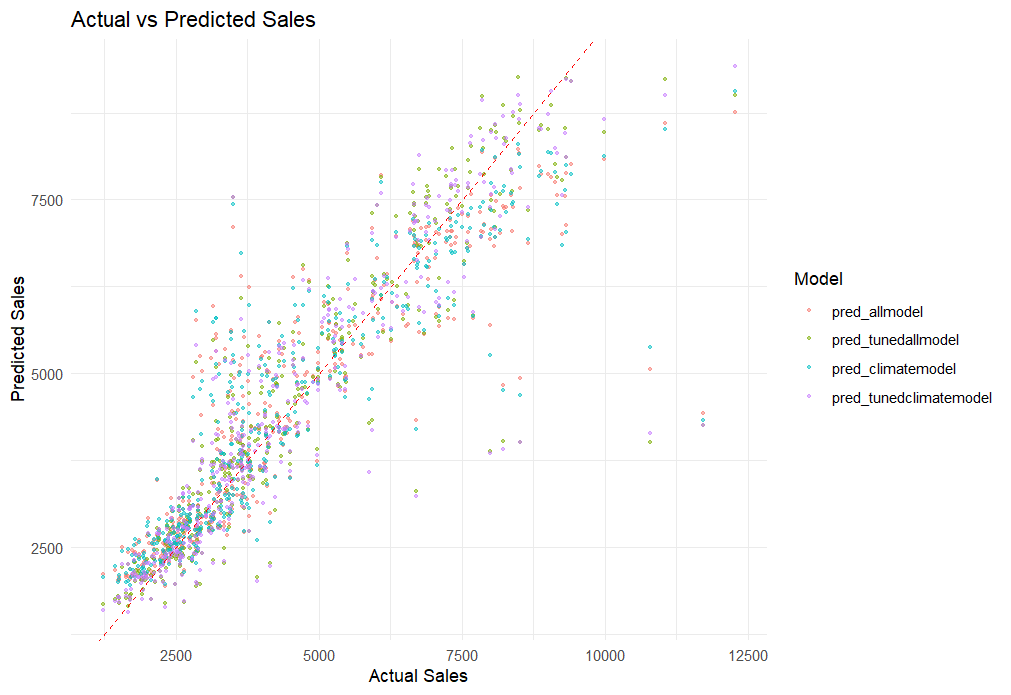 Actual vs Predicted Sales
Predicted Sales
7500
5000
2500
2500
5000
7500
10000
12500
Actual Sales
Model
pred_allmodel
pred_tunedallmodel
pred_climatemodel
pred_tunedclimatemodel